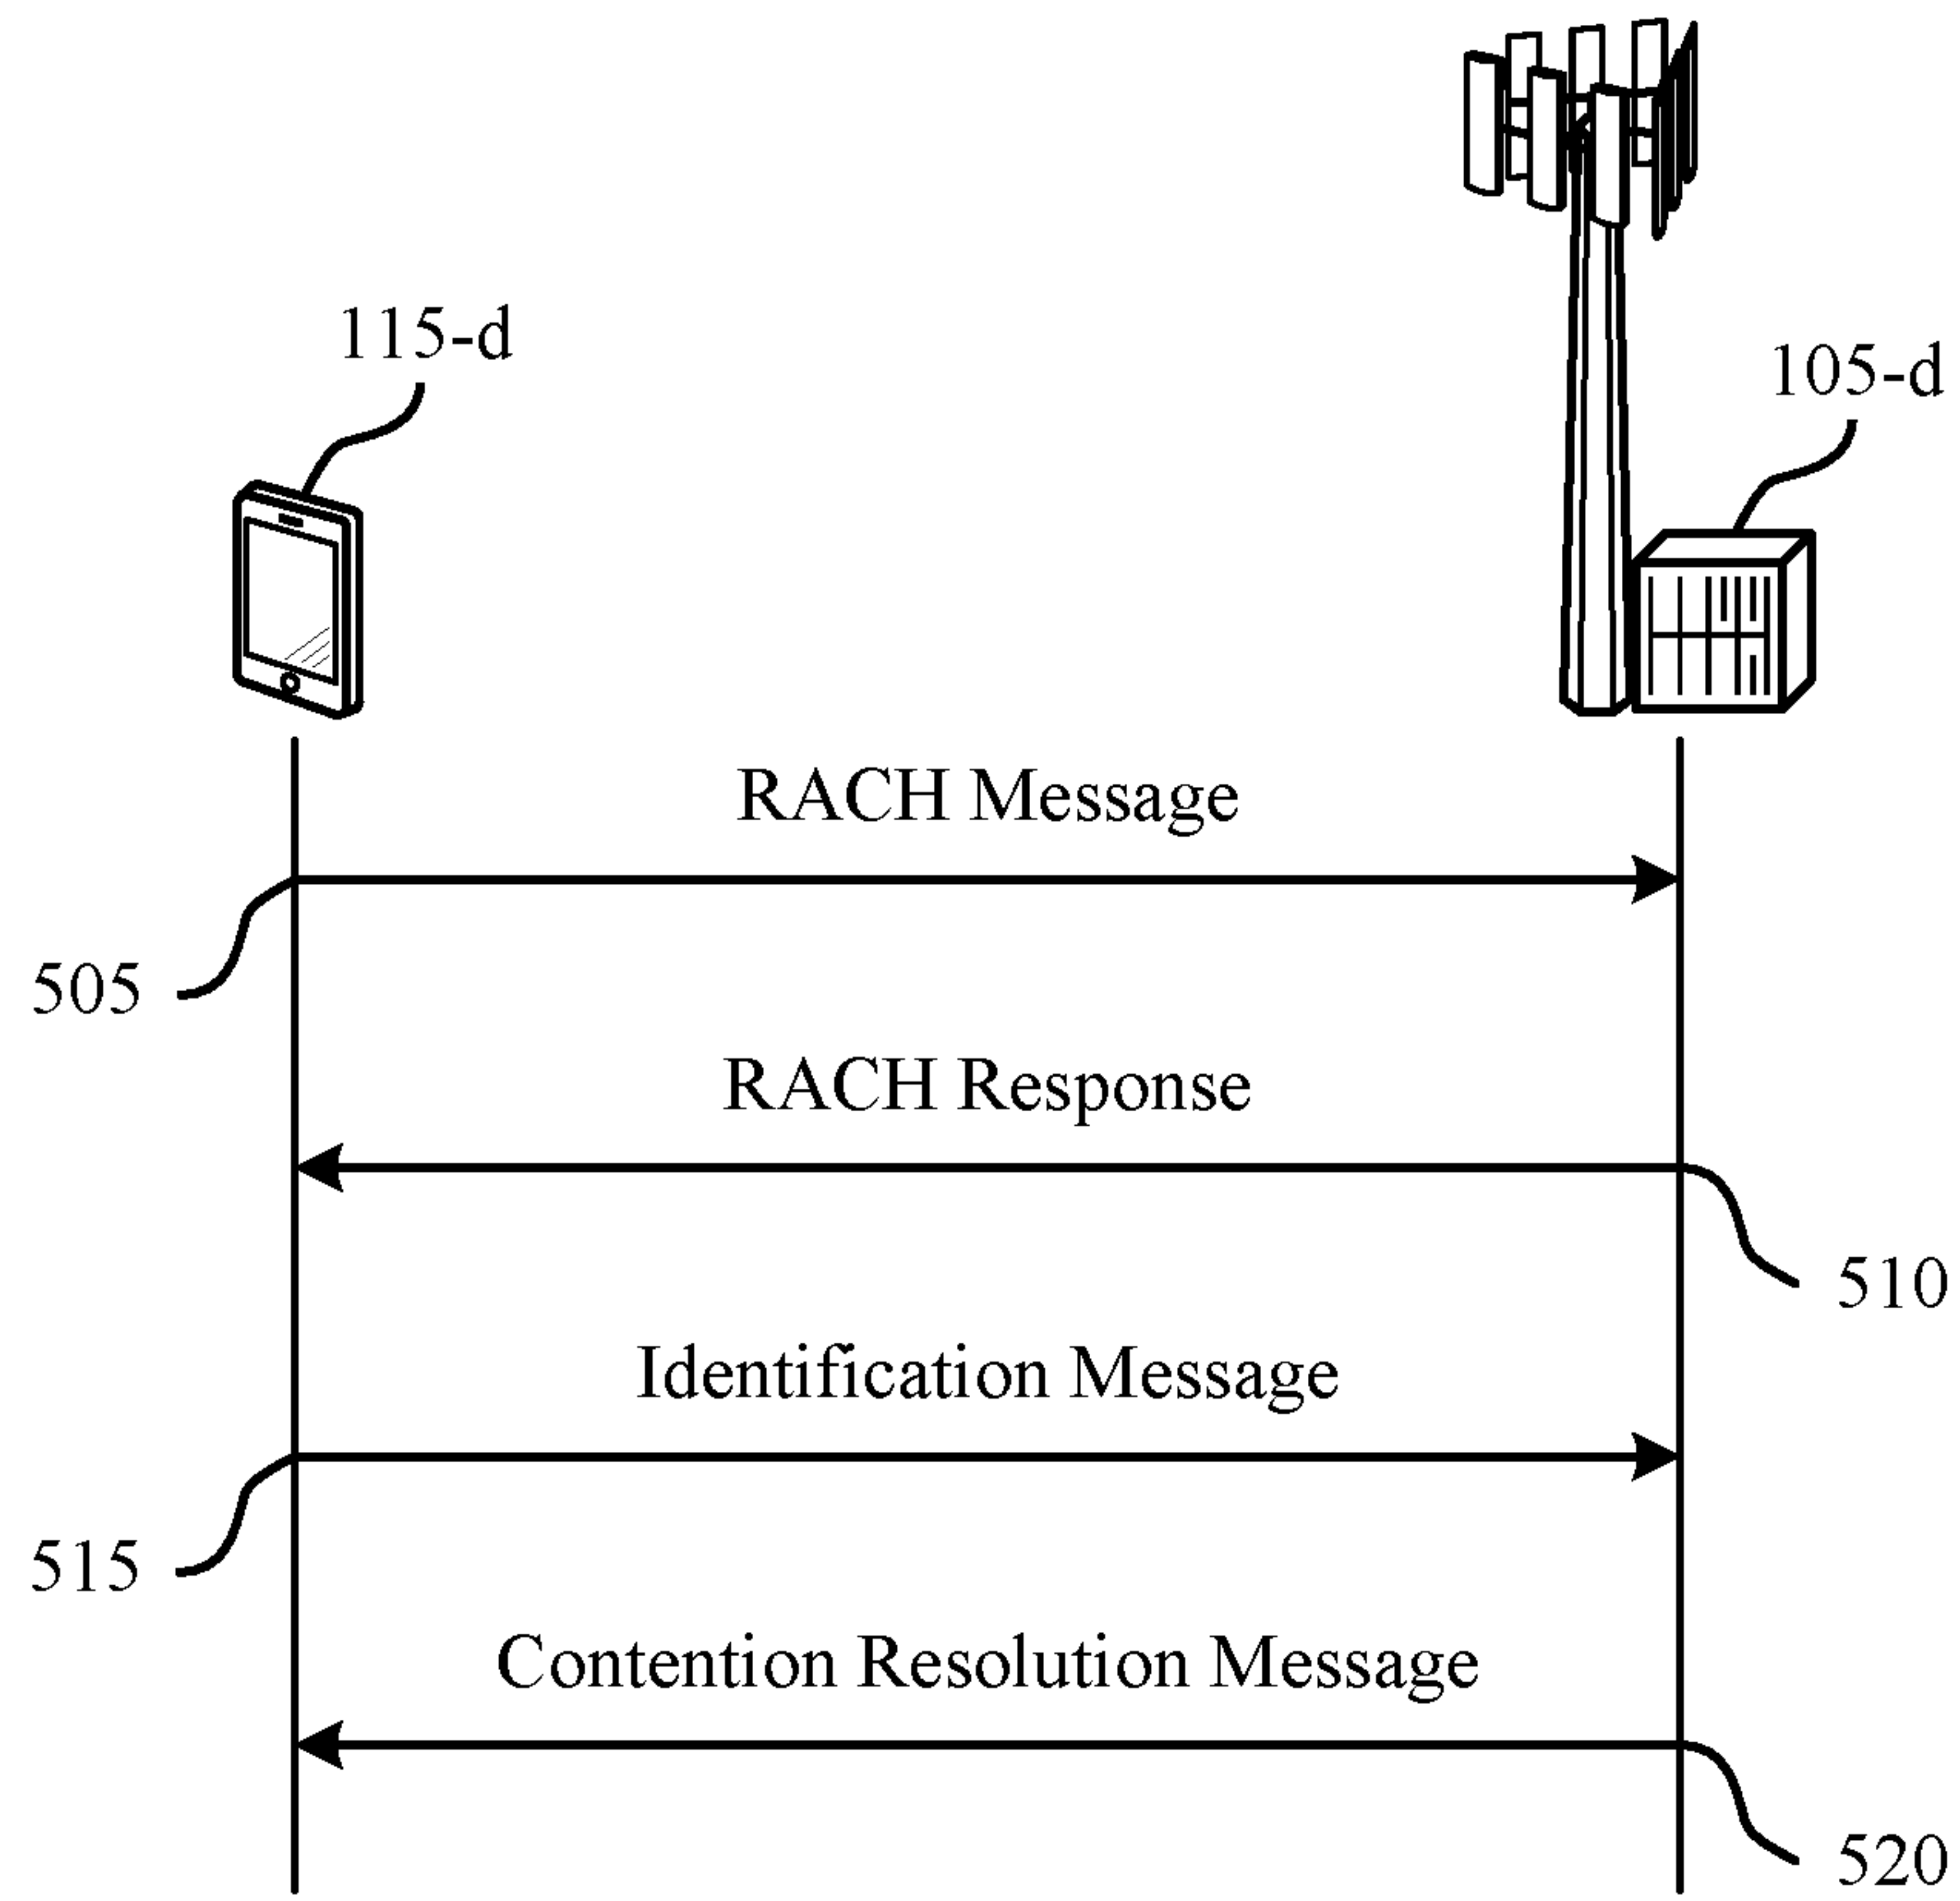 115-d
105-d
RACH Message
505
RACH Response
510
Identification Message
515
Contention Resolution Message
520